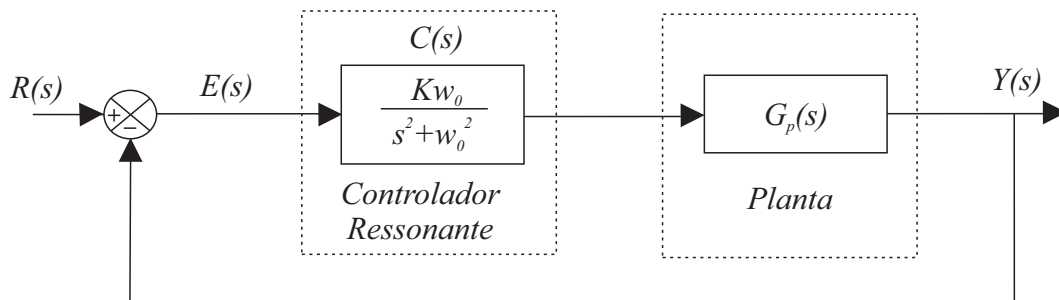 C(s)
R(s)
E(s)
Y(s)
+
−
Kw₀
s²+w₀²
Gₚ(s)
Controlador
Ressonante
Planta